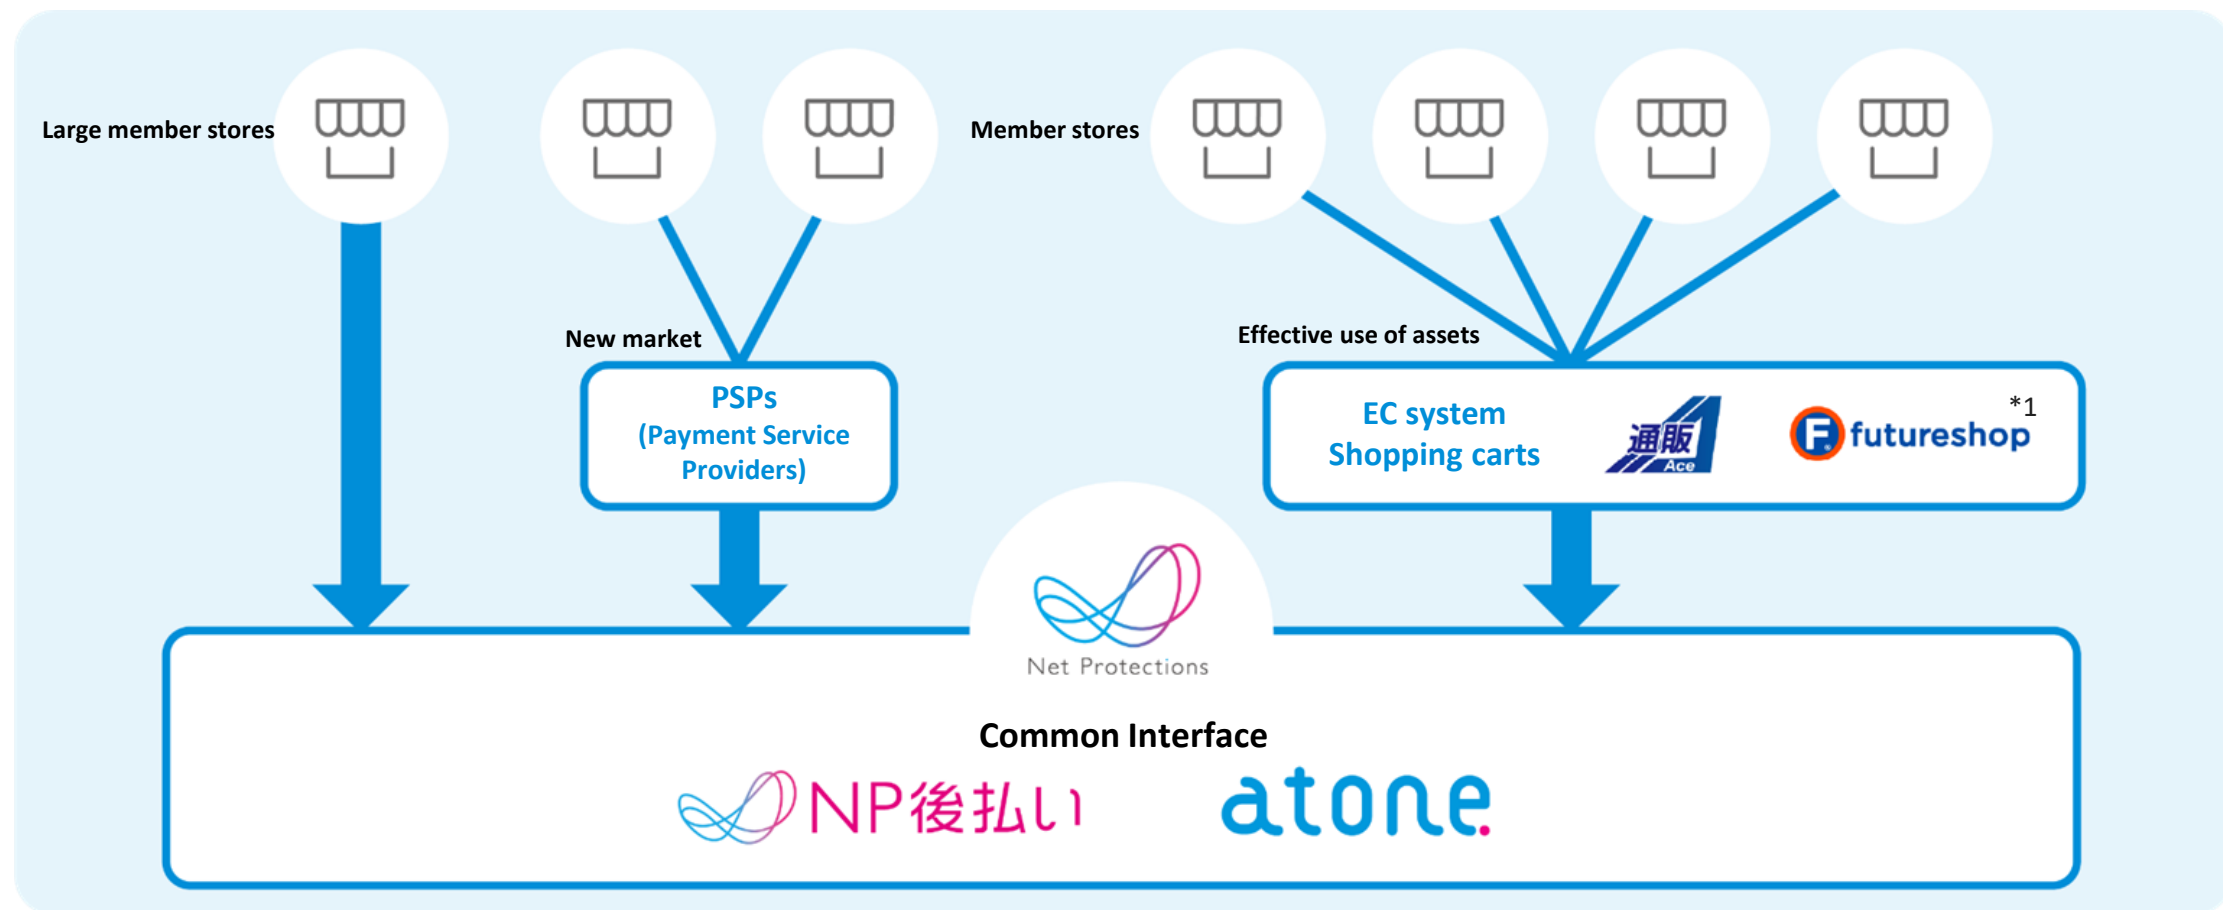 Large member stores
Member stores
New market
Effective use of assets
PSPs
(Payment Service
Providers)
EC system
Shopping carts
通販
Ace
F futureshop
*1
Net Protections
Common Interface
NP後払い
atone.